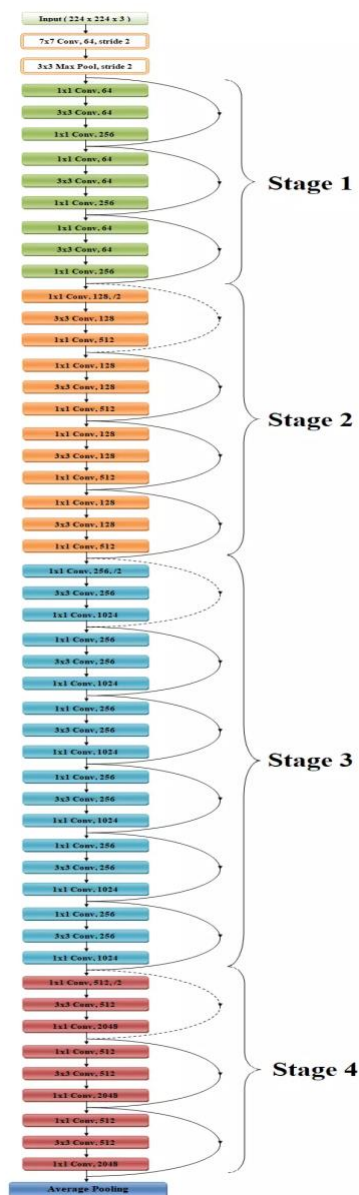 Input ( 224 x 224 x 3 )
7x7 Conv, 64, stride 2
3x3 Max Pool, stride 2
1x1 Conv, 64
3x3 Conv, 64
1x1 Conv, 256
1x1 Conv, 64
3x3 Conv, 64
1x1 Conv, 256
1x1 Conv, 64
3x3 Conv, 64
1x1 Conv, 256
Stage 1
1x1 Conv, 128, /2
3x3 Conv, 128
1x1 Conv, 512
1x1 Conv, 128
3x3 Conv, 128
1x1 Conv, 512
1x1 Conv, 128
3x3 Conv, 128
1x1 Conv, 512
1x1 Conv, 128
3x3 Conv, 128
1x1 Conv, 512
Stage 2
1x1 Conv, 256, /2
3x3 Conv, 256
1x1 Conv, 1024
1x1 Conv, 256
3x3 Conv, 256
1x1 Conv, 1024
1x1 Conv, 256
3x3 Conv, 256
1x1 Conv, 1024
1x1 Conv, 256
3x3 Conv, 256
1x1 Conv, 1024
1x1 Conv, 256
3x3 Conv, 256
1x1 Conv, 1024
1x1 Conv, 256
3x3 Conv, 256
1x1 Conv, 1024
Stage 3
1x1 Conv, 512, /2
3x3 Conv, 512
1x1 Conv, 2048
1x1 Conv, 512
3x3 Conv, 512
1x1 Conv, 2048
1x1 Conv, 512
3x3 Conv, 512
1x1 Conv, 2048
Stage 4
Average Pooling